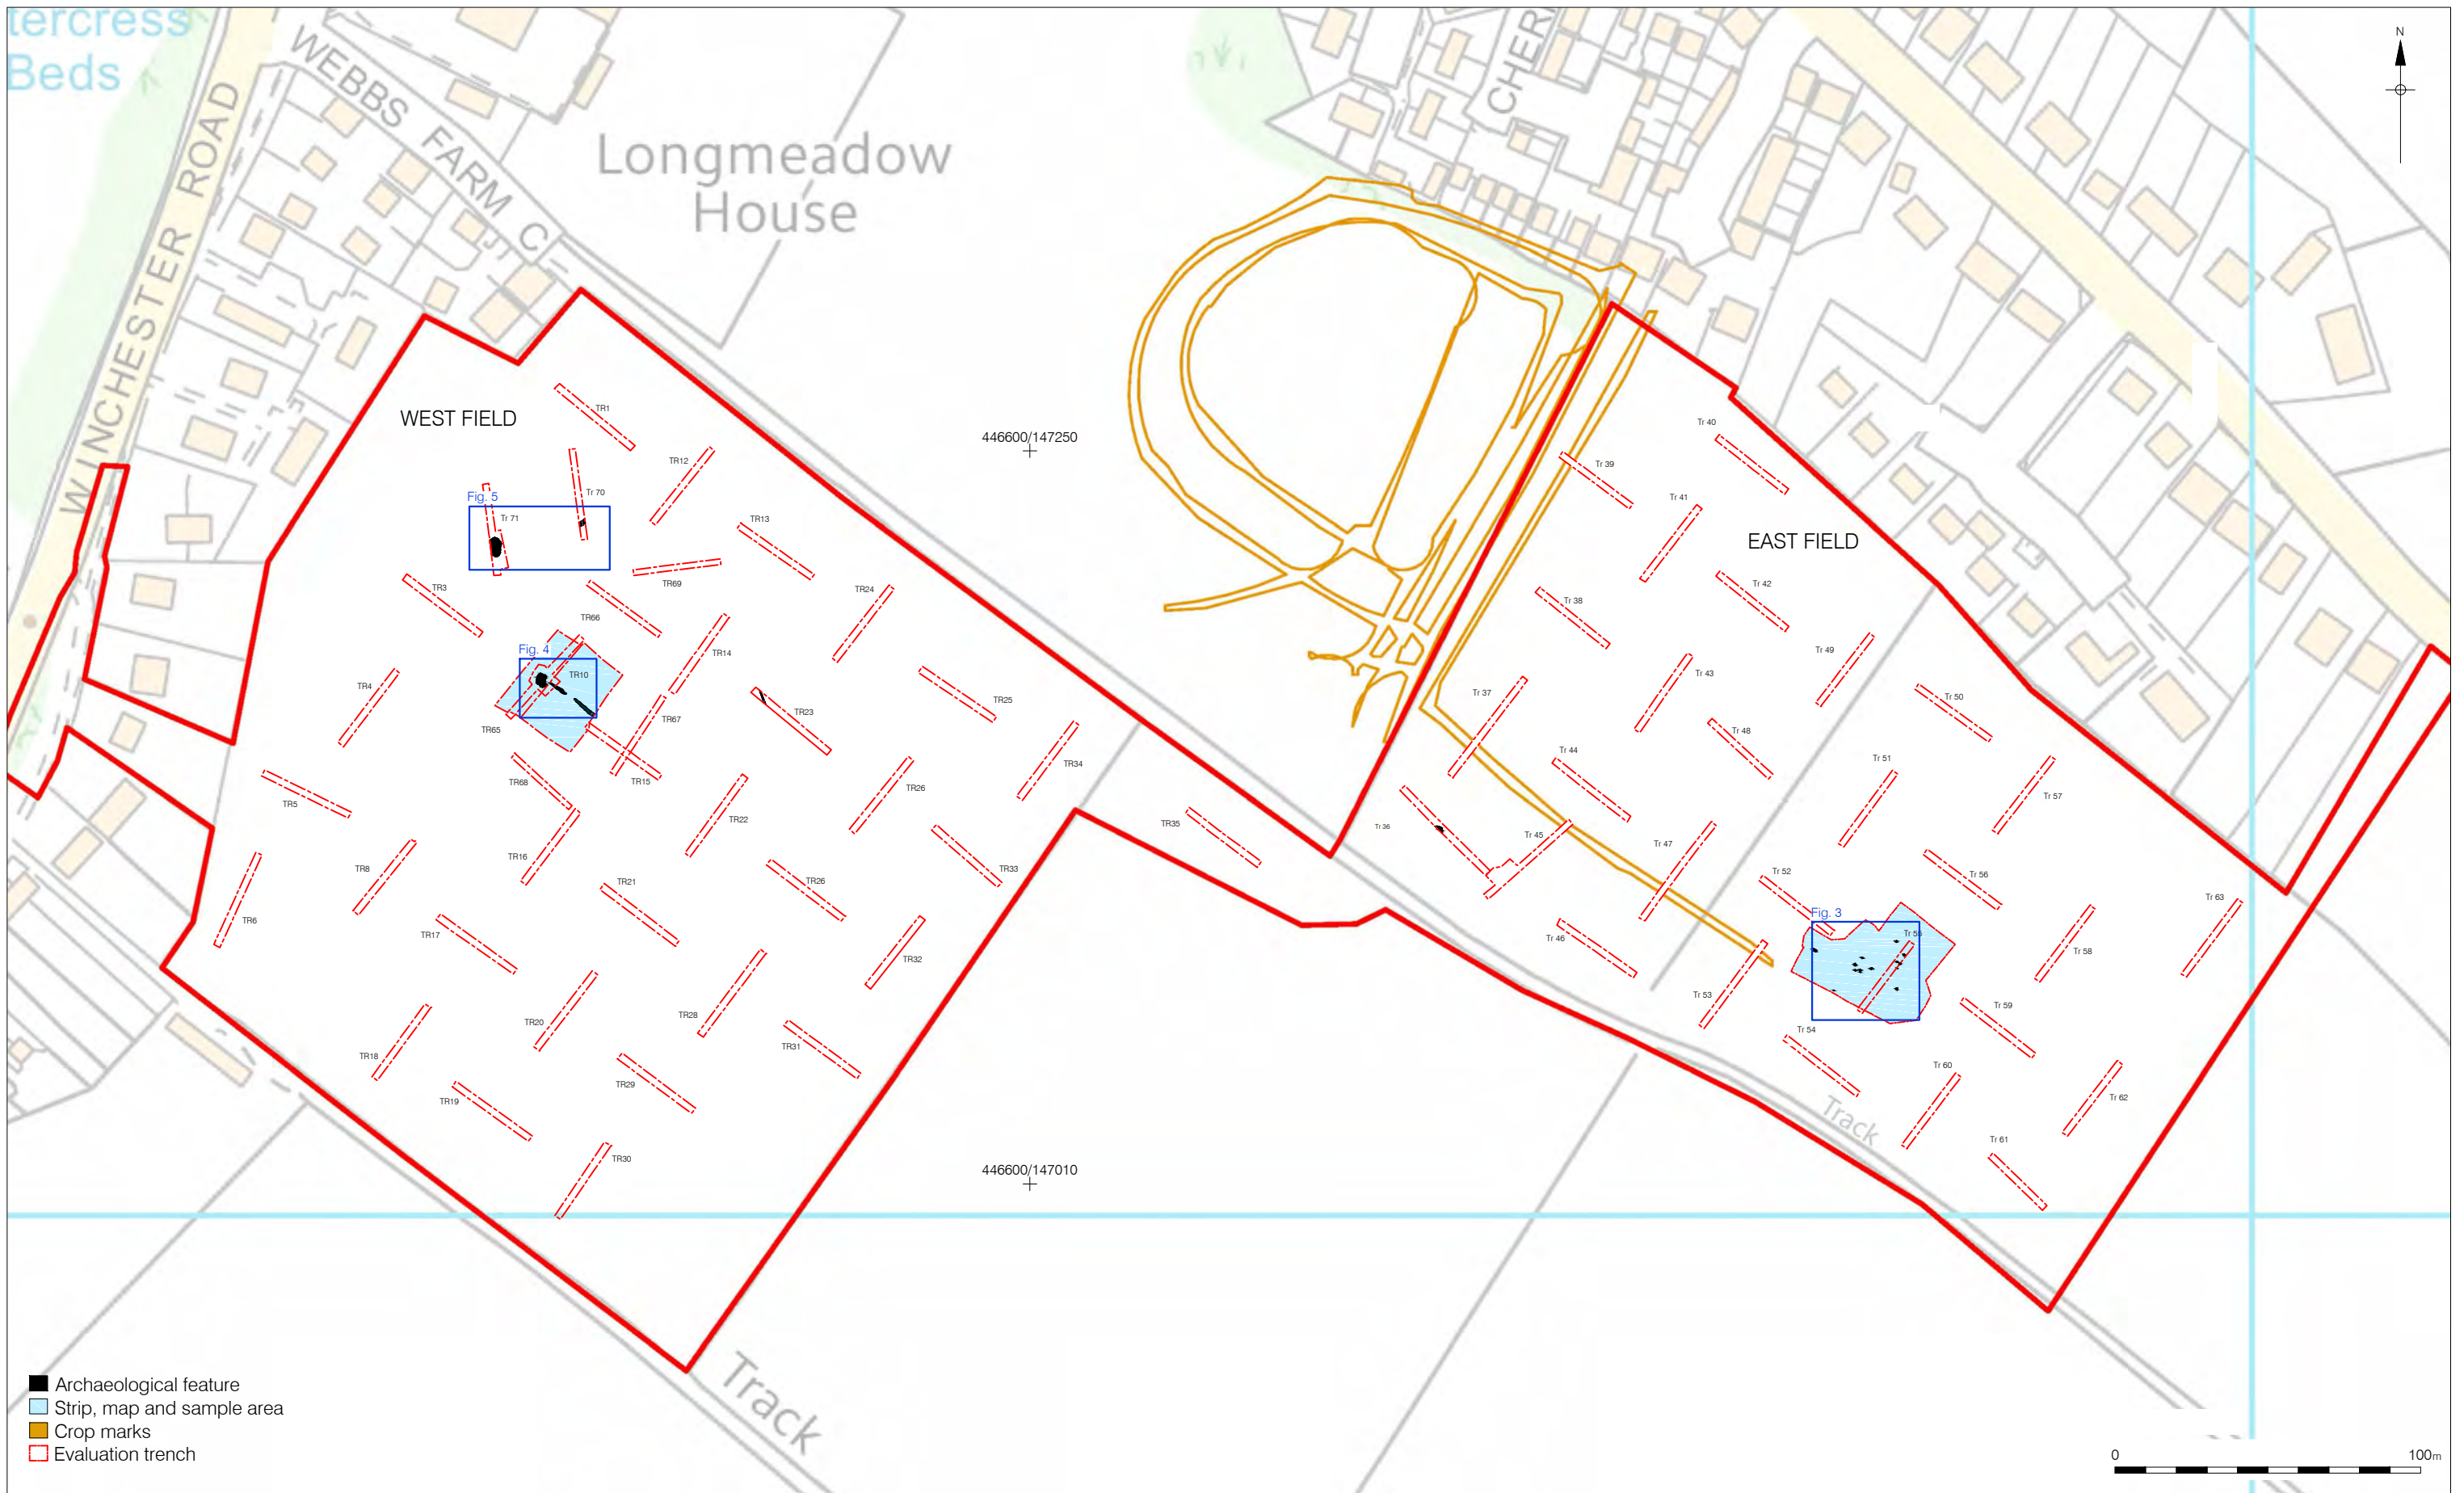 tercress
Beds
WINCHESTER ROAD
WEBBS FARM C
Longmeadow
House
CHER
N
WEST FIELD
446600/147250
EAST FIELD
TR1
TR12
Fig. 5
Tr 70
Tr 71
TR13
TR69
TR3
TR24
TR66
TR14
Fig. 4
TR10
TR4
TR25
TR23
TR67
TR65
TR34
TR68
TR15
TR26
TR5
TR22
TR35
TR16
TR8
TR33
TR21
TR26
TR6
TR17
TR32
TR28
TR20
TR31
TR18
TR29
TR19
TR30
Tr 40
Tr 39
Tr 41
Tr 42
Tr 38
Tr 49
Tr 43
Tr 37
Tr 50
Tr 48
Tr 44
Tr 51
Tr 57
Tr 36
Tr 45
Tr 47
Tr 52
Tr 56
Tr 63
Fig. 3
Tr 55
Tr 46
Tr 58
Tr 53
Tr 59
Tr 54
Tr 60
Tr 62
Track
Tr 61
446600/147010
Track
Archaeological feature
Strip, map and sample area
Crop marks
Evaluation trench
0 100m